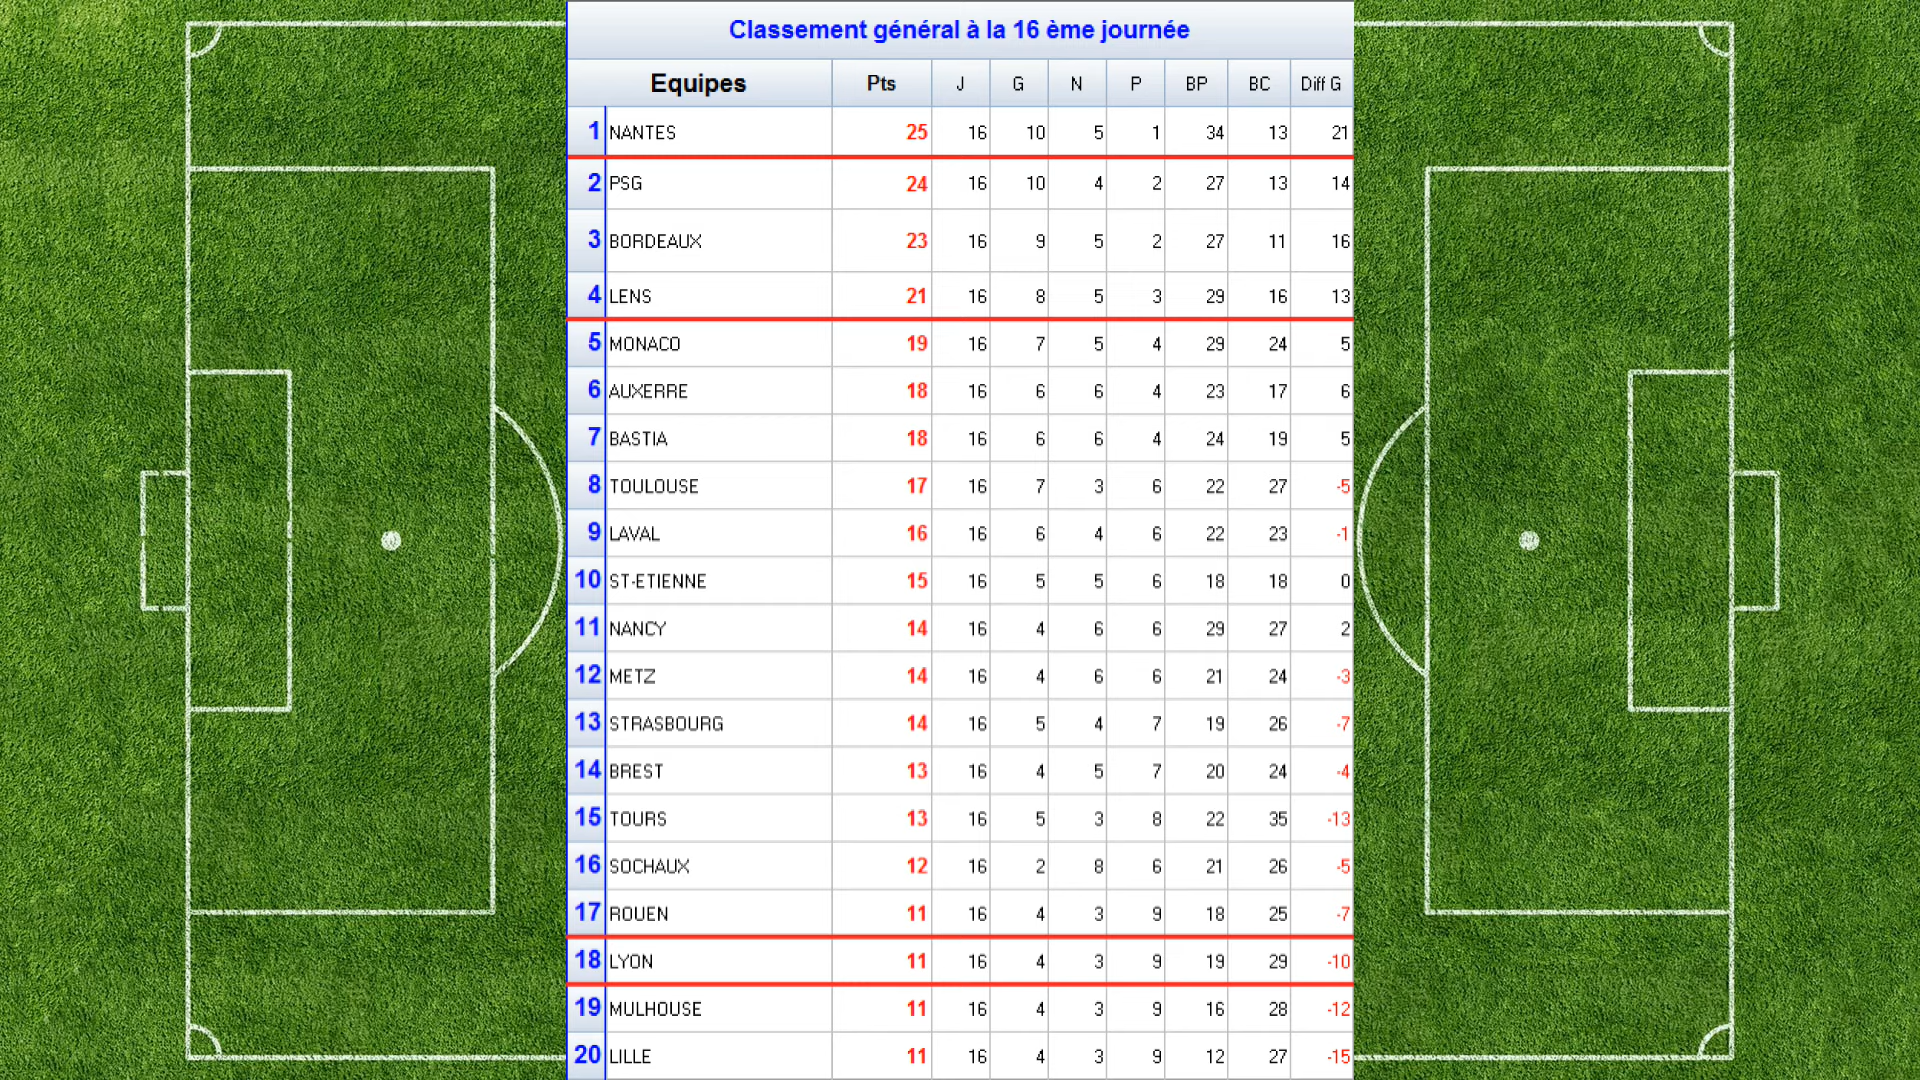 Classement général à la 16 ème journée
Equipes Pts J G N P BP BC Diff G
1 NANTES 25 16 10 5 1 34 13 21
2 PSG 24 16 10 4 2 27 13 14
3 BORDEAUX 23 16 9 5 2 27 11 16
4 LENS 21 16 8 5 3 29 16 13
5 MONACO 19 16 7 5 4 29 24 5
6 AUXERRE 18 16 6 6 4 23 17 6
7 BASTIA 18 16 6 6 4 24 19 5
8 TOULOUSE 17 16 7 3 6 22 27 -5
9 LAVAL 16 16 6 4 6 22 23 -1
10 ST-ETIENNE 15 16 5 5 6 18 18 0
11 NANCY 14 16 4 6 6 29 27 2
12 METZ 14 16 4 6 6 21 24 -3
13 STRASBOURG 14 16 5 4 7 19 26 -7
14 BREST 13 16 4 5 7 20 24 -4
15 TOURS 13 16 5 3 8 22 35 -13
16 SOCHAUX 12 16 2 8 6 21 26 -5
17 ROUEN 11 16 4 3 9 18 25 -7
18 LYON 11 16 4 3 9 19 29 -10
19 MULHOUSE 11 16 4 3 9 16 28 -12
20 LILLE 11 16 4 3 9 12 27 -15